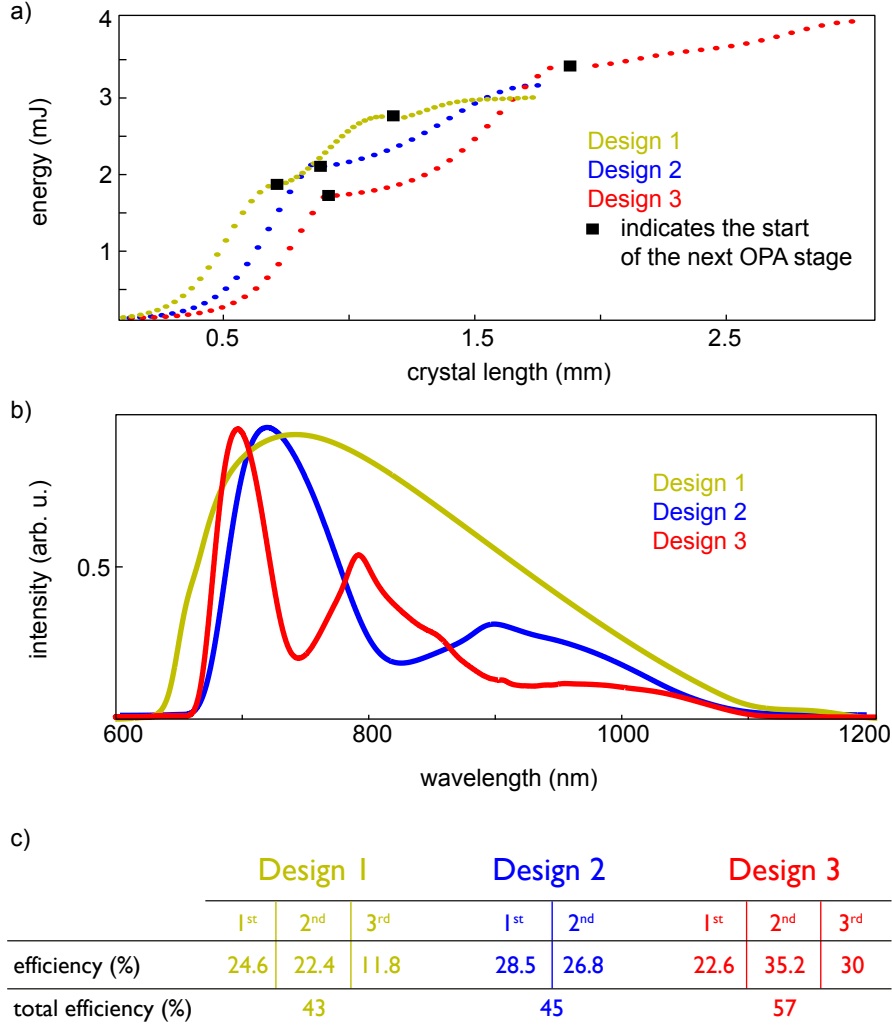 a)
4
3
2
1
energy (mJ)
0.5
1
1.5
2
2.5
crystal length (mm)
Design 1
Design 2
Design 3
indicates the start
of the next OPA stage
b)
0.5
intensity (arb. u.)
600
800
1000
1200
wavelength (nm)
Design 1
Design 2
Design 3
c)
Design 1 Design 2 Design 3
1st 2nd 3rd 1st 2nd 1st 2nd 3rd
efficiency (%) 24.6 22.4 11.8 28.5 26.8 22.6 35.2 30
total efficiency (%) 43 45 57